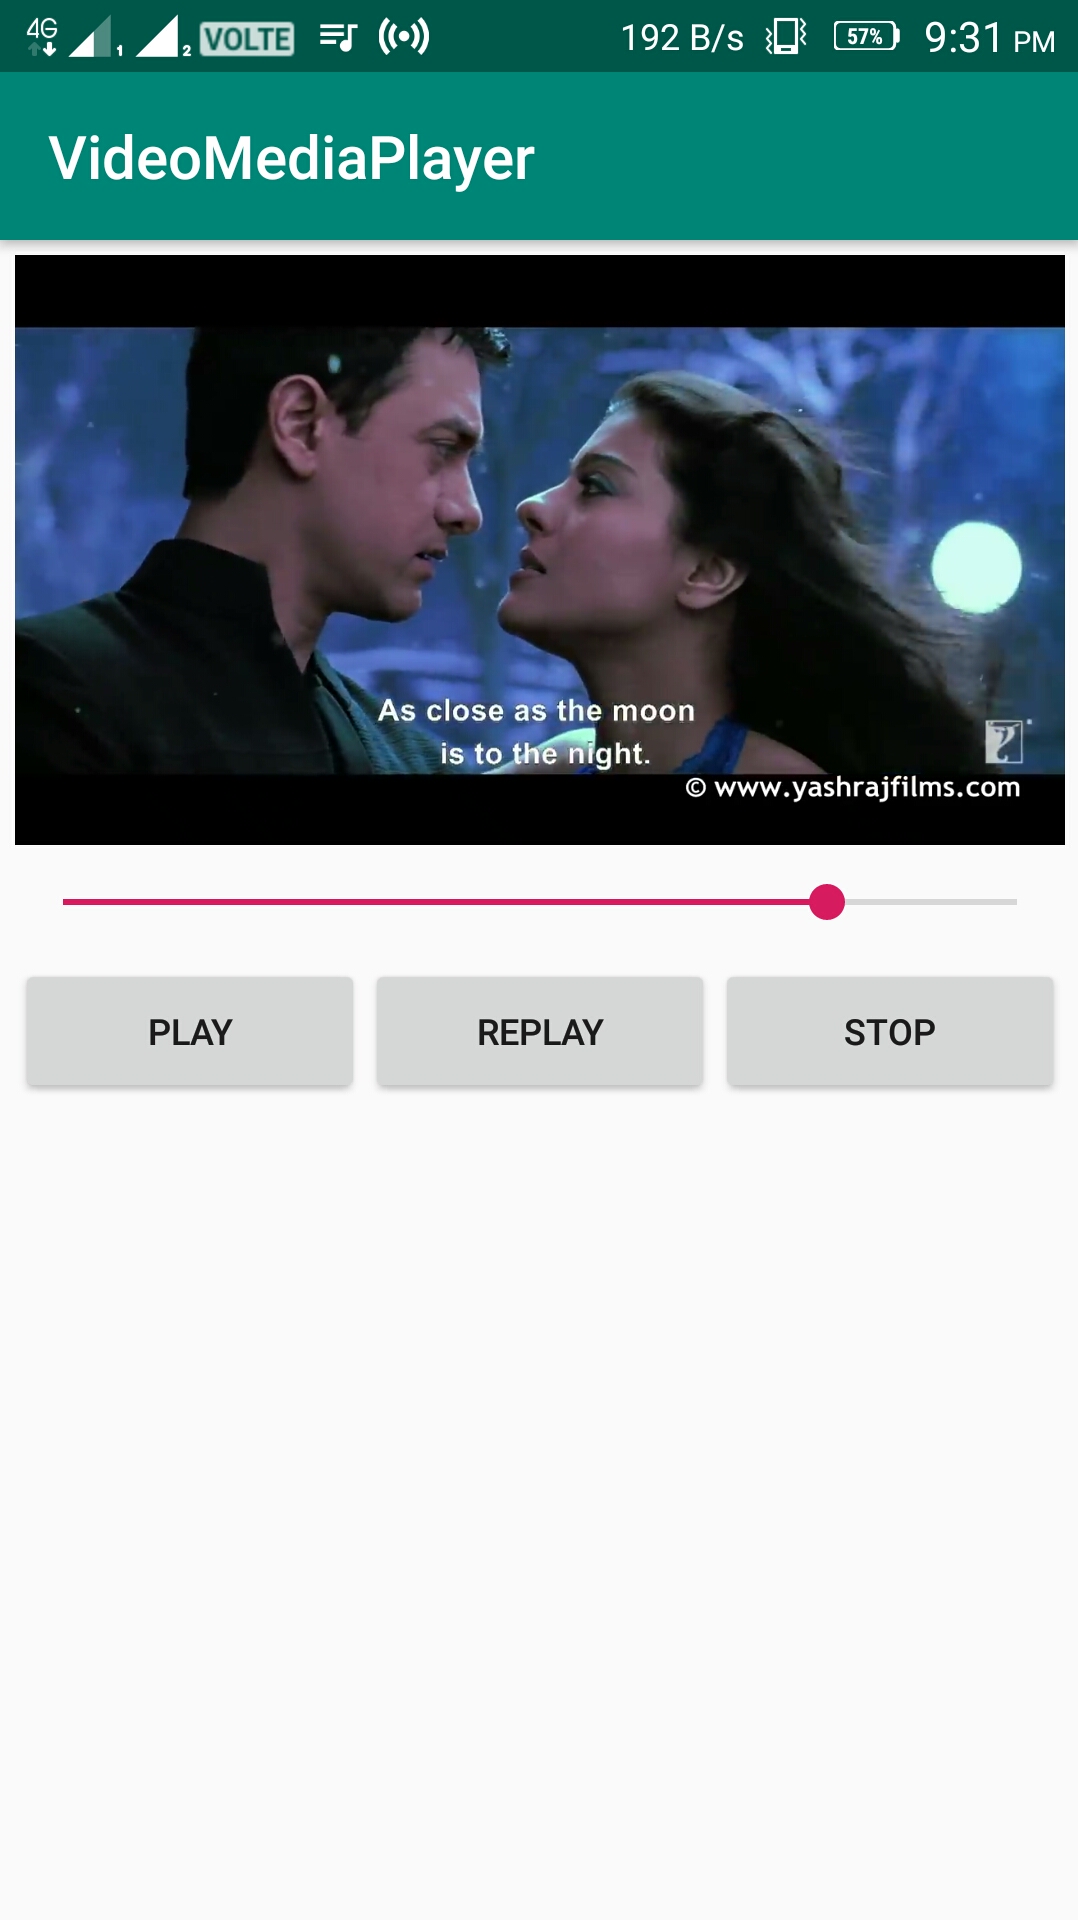 4G 1 2 VOLTE 192 B/s 57% 9:31 PM
VideoMediaPlayer
As close as the moon
is to the night.
© www.yashrajfilms.com
PLAY REPLAY STOP